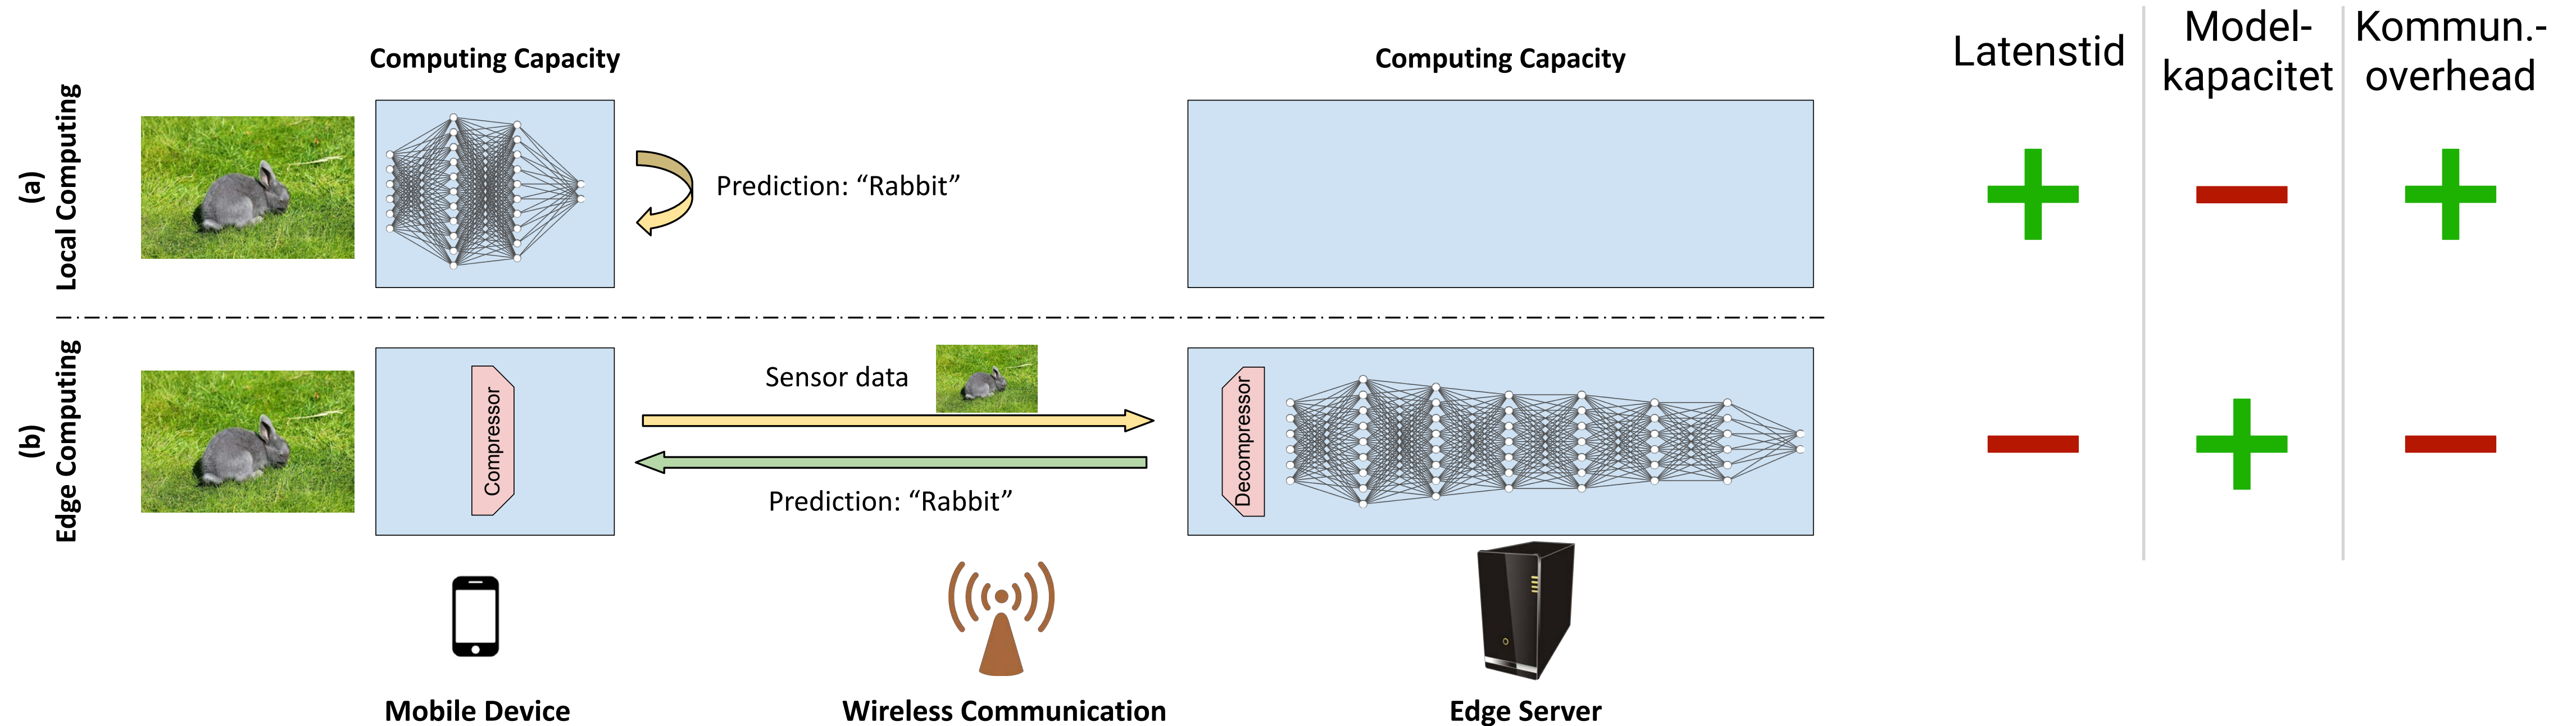 Computing Capacity
Computing Capacity
Latenstid
Model-
kapacitet
Kommun.-
overhead
(a)
Local Computing
Prediction: “Rabbit”
(b)
Edge Computing
Compressor
Sensor data
Prediction: “Rabbit”
Decompressor
Mobile Device
Wireless Communication
Edge Server